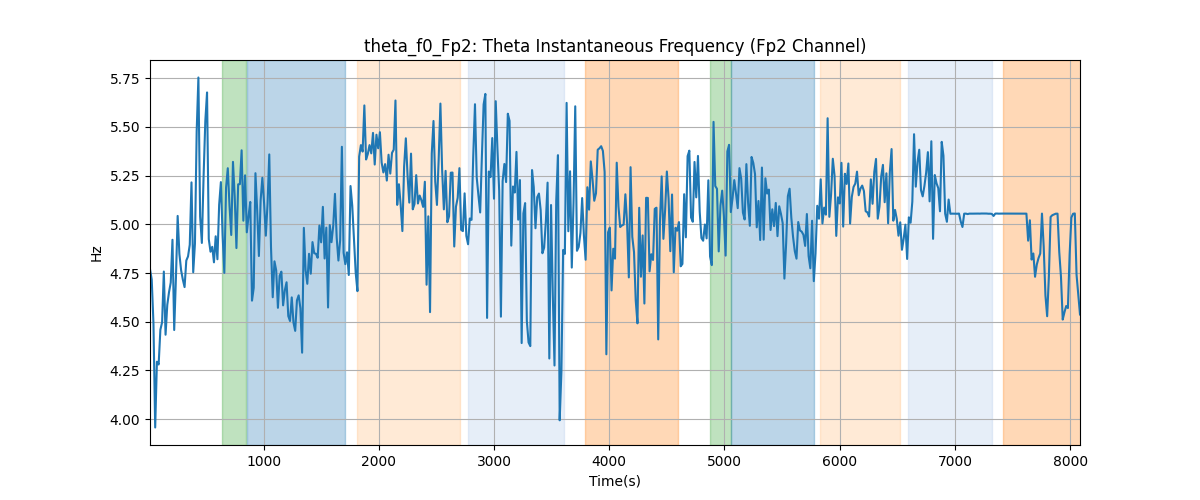 theta_f0_Fp2: Theta Instantaneous Frequency (Fp2 Channel)
5.75
5.50
5.25
5.00
4.75
4.50
4.25
4.00
Hz
1000 2000 3000 4000 5000 6000 7000 8000
Time(s)